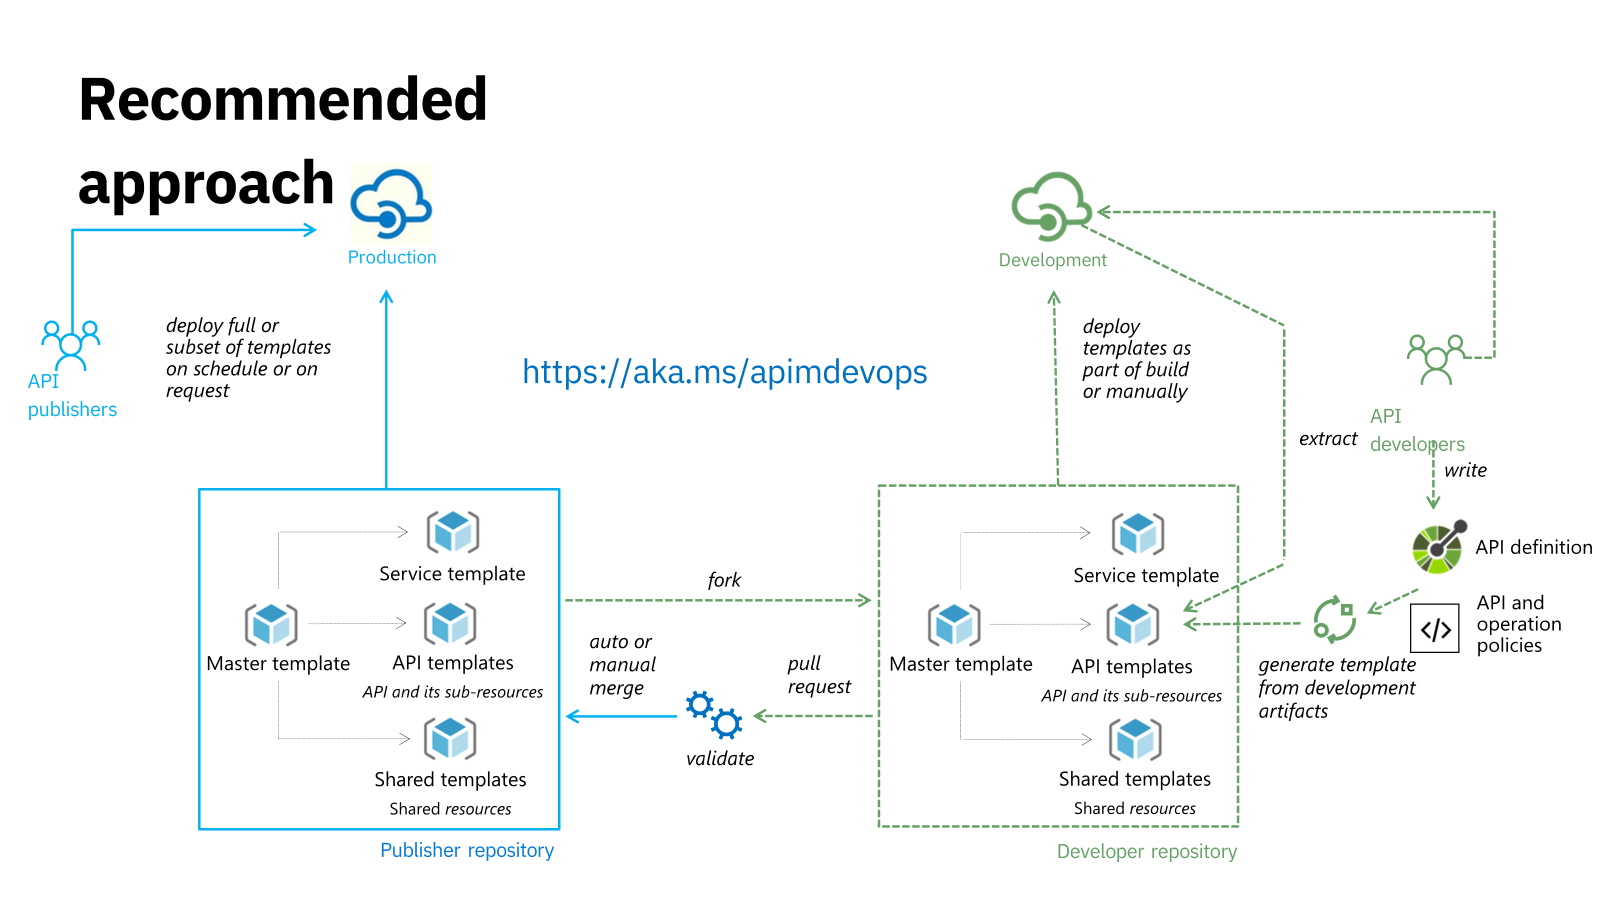 Recommended
approach
Production
Development
API
publishers
deploy full or
subset of templates
on schedule or on
request
https://aka.ms/apimdevops
deploy
templates as
part of build
or manually
API
developers
extract
write
API definition
API and
operation
policies
generate template
from development
artifacts
Service template
Master template
API templates
API and its sub-resources
Shared templates
Shared resources
Publisher repository
fork
auto or
manual
merge
pull
request
validate
Service template
Master template
API templates
API and its sub-resources
Shared templates
Shared resources
Developer repository